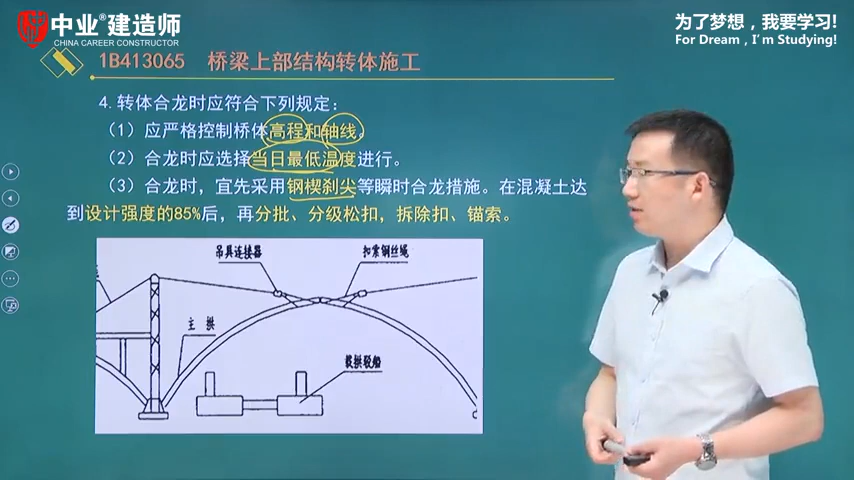 中业®建造师
CHINA CAREER CONSTRUCTOR
为了梦想，我要学习！
For Dream , I'm Studying!
1B413065 桥梁上部结构转体施工
4.转体合龙时应符合下列规定：
（1）应严格控制桥体高程和轴线。
（2）合龙时应选择当日最低温度进行。
（3）合龙时，宜先采用钢楔刹尖等瞬时合龙措施。在混凝土达
到设计强度的85%后，再分批、分级松扣，拆除扣、锚索。
吊具连接器
扣索钢丝绳
主拱
载拱驳船